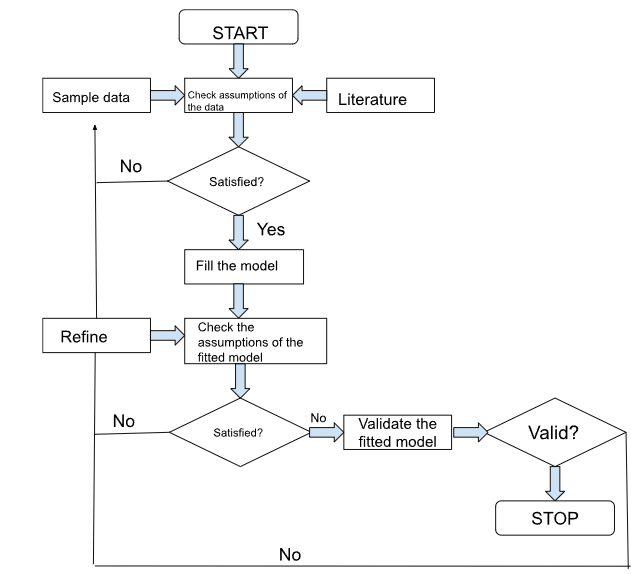 START
Sample data
Check assumptions of
the data
Literature
No
Satisfied?
Yes
Fill the model
Refine
Check the
assumptions of the
fitted model
No
Satisfied?
No
Validate the
fitted model
Valid?
STOP
No